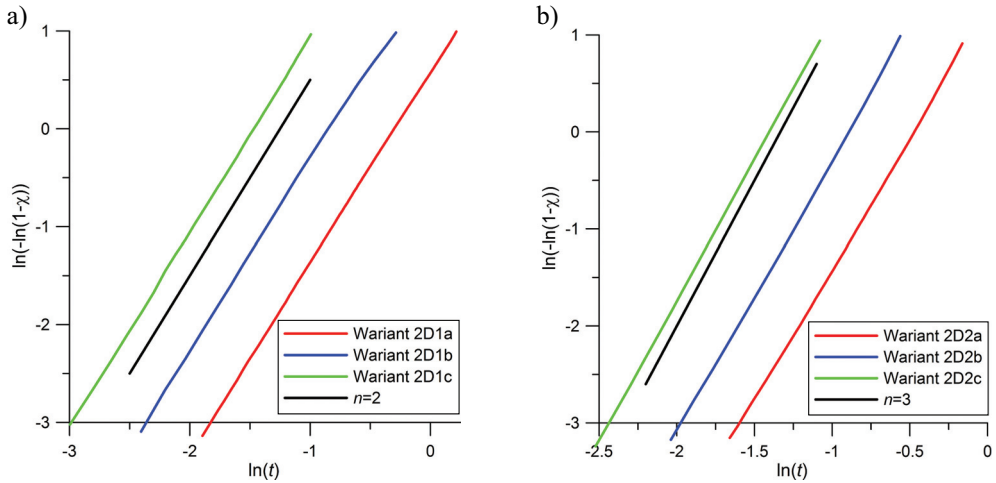 a)
1
0
-1
-2
-3
ln(-ln(1-χ))
-3
-2
-1
0
ln(t)
Wariant 2D1a
Wariant 2D1b
Wariant 2D1c
n=2
b)
1
0
-1
-2
-3
ln(-ln(1-χ))
-2.5
-2
-1.5
-1
-0.5
0
ln(t)
Wariant 2D2a
Wariant 2D2b
Wariant 2D2c
n=3